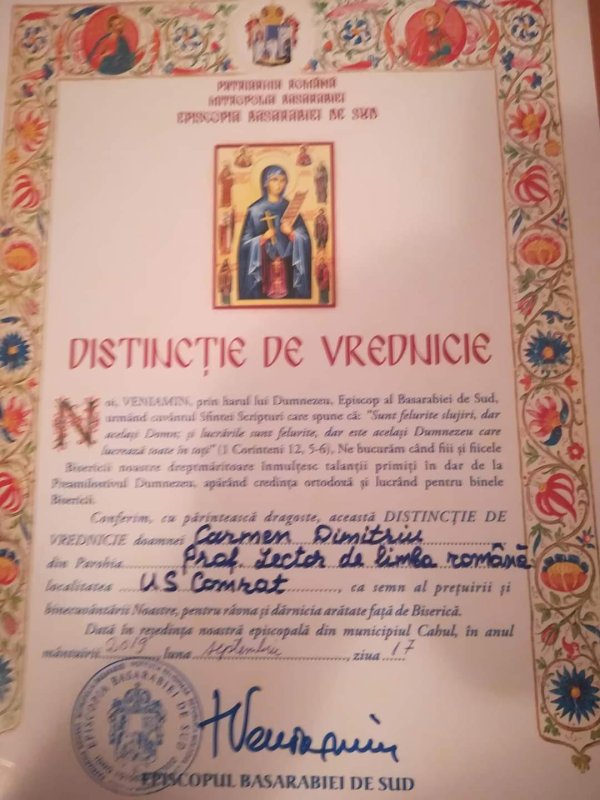 PATRIARHIA ROMÂNĂ
MITROPOLIA BASARABIEI
EPISCOPIA BASARABIEI DE SUD
DISTINCȚIE DE VREDNICIE
Noi, VENIAMIN, prin harul lui Dumnezeu, Episcop al Basarabiei de Sud,
urmând cuvântul Sfintei Scripturi care spune că: "Sunt felurite slujiri, dar
același Domn; și lucrările sunt felurite, dar este același Dumnezeu care
lucrează toate în toți" (1 Corinteni 12, 5-6), Ne bucurăm când fiii și fiicele
Bisericii noastre dreptmăritoare înmulțesc talanții primiți în dar de la
Preamilostivul Dumnezeu, apărând credința ortodoxă și lucrând pentru binele
Bisericii.
Conferim, cu părintească dragoste, această DISTINCȚIE DE
VREDNICIE doamnei Carmen Dimitriu
din Parohia Prof. Lector de limba română
localitatea US Comrat, ca semn al prețuirii și
binecuvântării Noastre, pentru râvna și dărnicia arătate față de Biserică.
Dată în reședința noastră episcopală din municipiul Cahul, în anul
mântuirii 2019, luna septembrie, ziua 17
EPISCOPIA BASARABIEI DE SUD
+Veniamin
EPISCOPUL BASARABIEI DE SUD